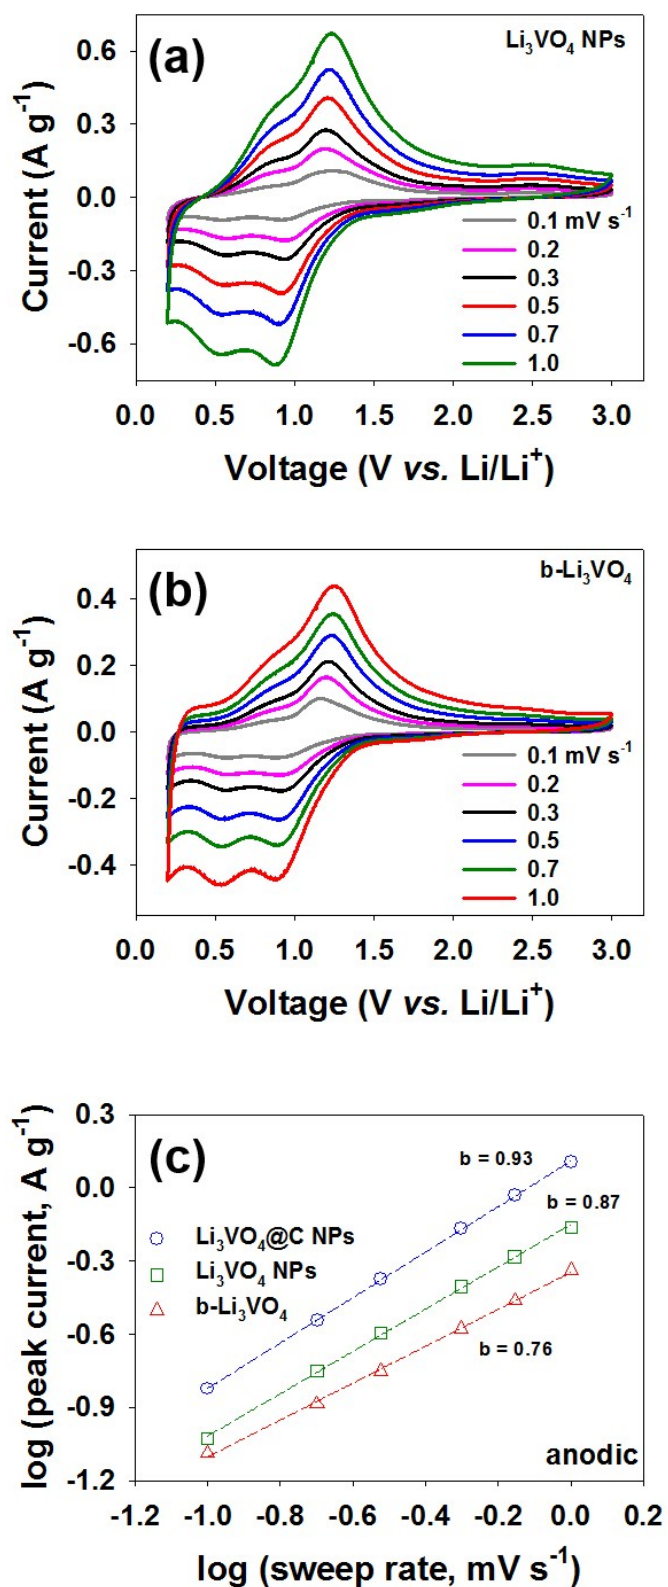 (a)
Li₃VO₄ NPs
Current (A g⁻¹)
0.6
0.3
0.0
-0.3
-0.6
0.1 mV s⁻¹
0.2
0.3
0.5
0.7
1.0
0.0 0.5 1.0 1.5 2.0 2.5 3.0
Voltage (V vs. Li/Li⁺)
(b)
b-Li₃VO₄
Current (A g⁻¹)
0.4
0.2
0.0
-0.2
-0.4
0.1 mV s⁻¹
0.2
0.3
0.5
0.7
1.0
0.0 0.5 1.0 1.5 2.0 2.5 3.0
Voltage (V vs. Li/Li⁺)
(c)
log (peak current, A g⁻¹)
0.3
0.0
-0.3
-0.6
-0.9
-1.2
b = 0.93
b = 0.87
b = 0.76
Li₃VO₄@C NPs
Li₃VO₄ NPs
b-Li₃VO₄
anodic
-1.2 -1.0 -0.8 -0.6 -0.4 -0.2 0.0 0.2
log (sweep rate, mV s⁻¹)